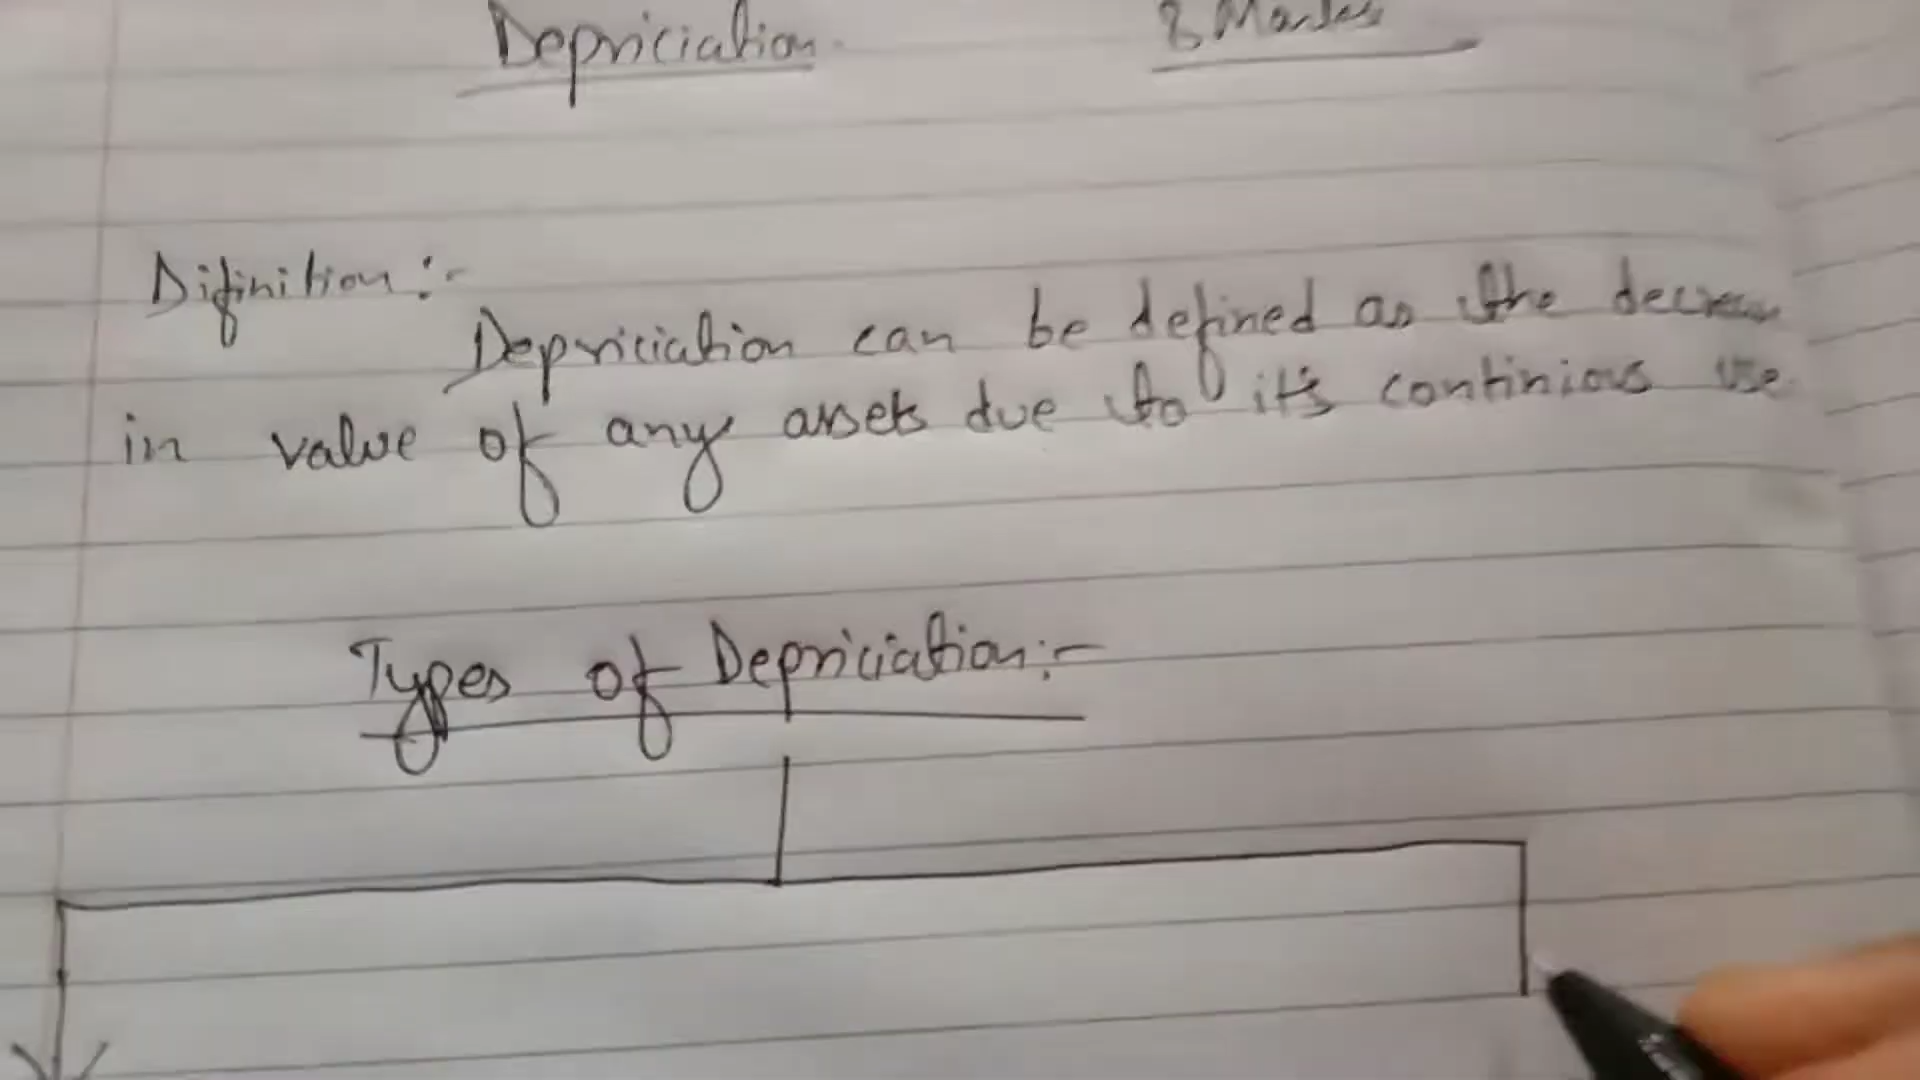 Depriciation. 8 Marks
Difinition :-
Depriciation can be defined as the decrease
in value of any assets due to it's continious use.
Types of Depriciation :-